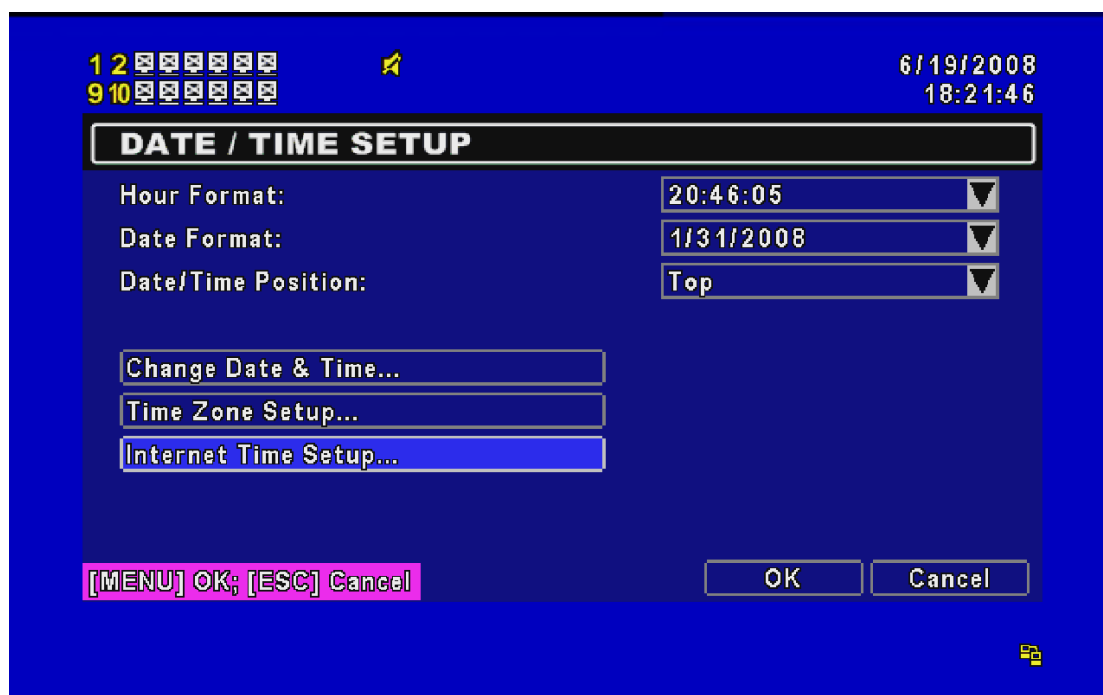 1 2
6/19/2008
9 10
18:21:46
DATE / TIME SETUP
Hour Format: 20:46:05
Date Format: 1/31/2008
Date/Time Position: Top
Change Date & Time...
Time Zone Setup...
Internet Time Setup...
[MENU] OK; [ESC] Cancel
OK Cancel